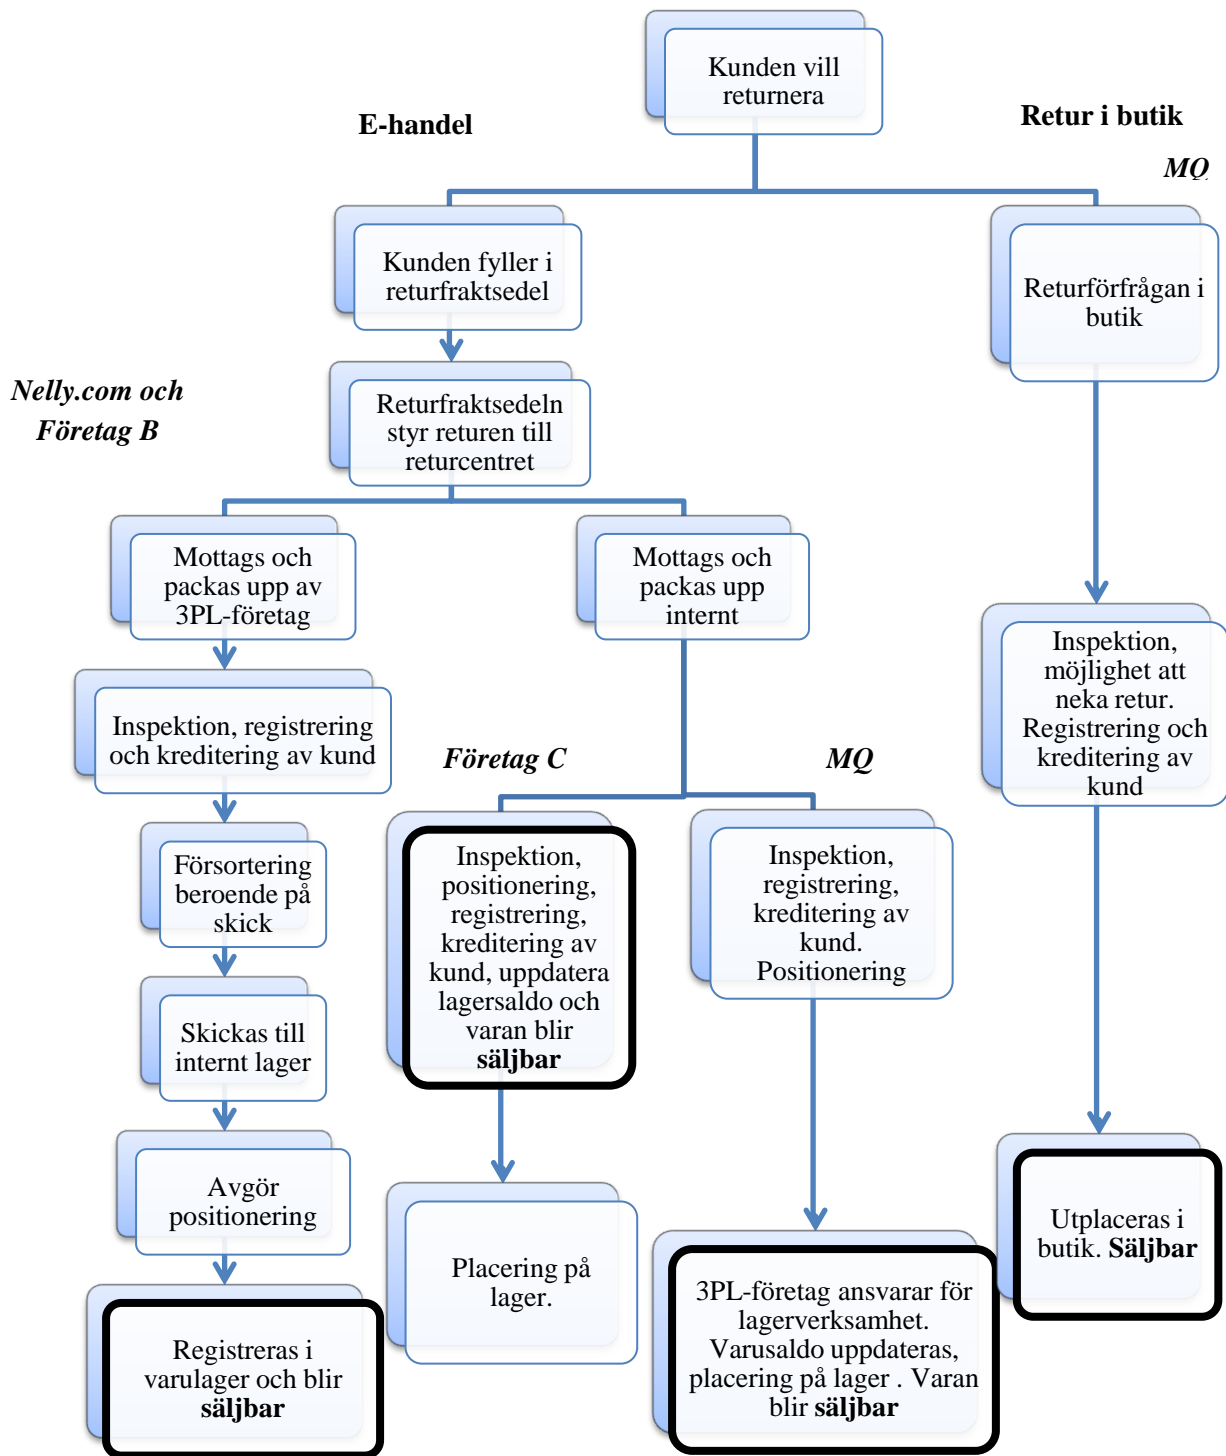 Kunden vill
returnera
E-handel
Retur i butik
MQ
Kunden fyller i
returfraktsedel
Returförfrågan i
butik
Nelly.com och
Företag B
Returfraktsedeln
styr returen till
returcentret
Mottags och
packas upp av
3PL-företag
Mottags och
packas upp
internt
Inspektion,
möjlighet att
neka retur.
Registrering och
kreditering av
kund
Inspektion, registrering
och kreditering av kund
Företag C
MQ
Försortering
beroende på
skick
Inspektion,
positionering,
registrering,
kreditering av
kund, uppdatera
lagersaldo och
varan blir
säljbar
Inspektion,
registrering,
kreditering av
kund.
Positionering
Skickas till
internt lager
Avgör
positionering
Placering på
lager.
Utplaceras i
butik. Säljbar
Registreras i
varulager och blir
säljbar
3PL-företag ansvarar för
lagerverksamhet.
Varusaldo uppdateras,
placering på lager . Varan
blir säljbar